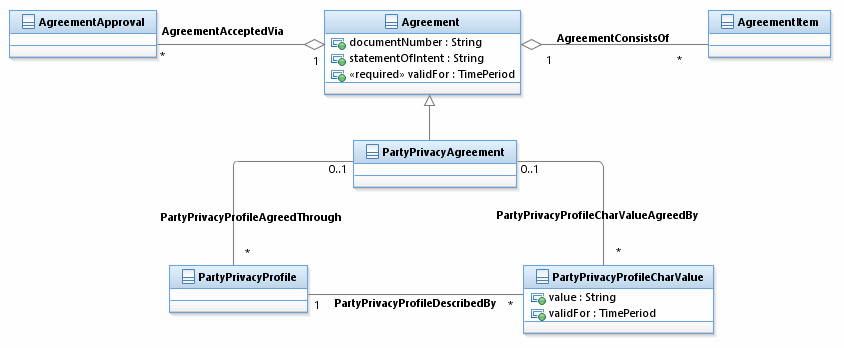 AgreementApproval
AgreementAcceptedVia
*
1
Agreement
documentNumber : String
statementOfIntent : String
«required» validFor : TimePeriod
AgreementConsistsOf
1
*
AgreementItem
PartyPrivacyAgreement
0..1
0..1
PartyPrivacyProfileAgreedThrough
PartyPrivacyProfileCharValueAgreedBy
*
*
PartyPrivacyProfile
1
PartyPrivacyProfileDescribedBy
*
PartyPrivacyProfileCharValue
value : String
validFor : TimePeriod